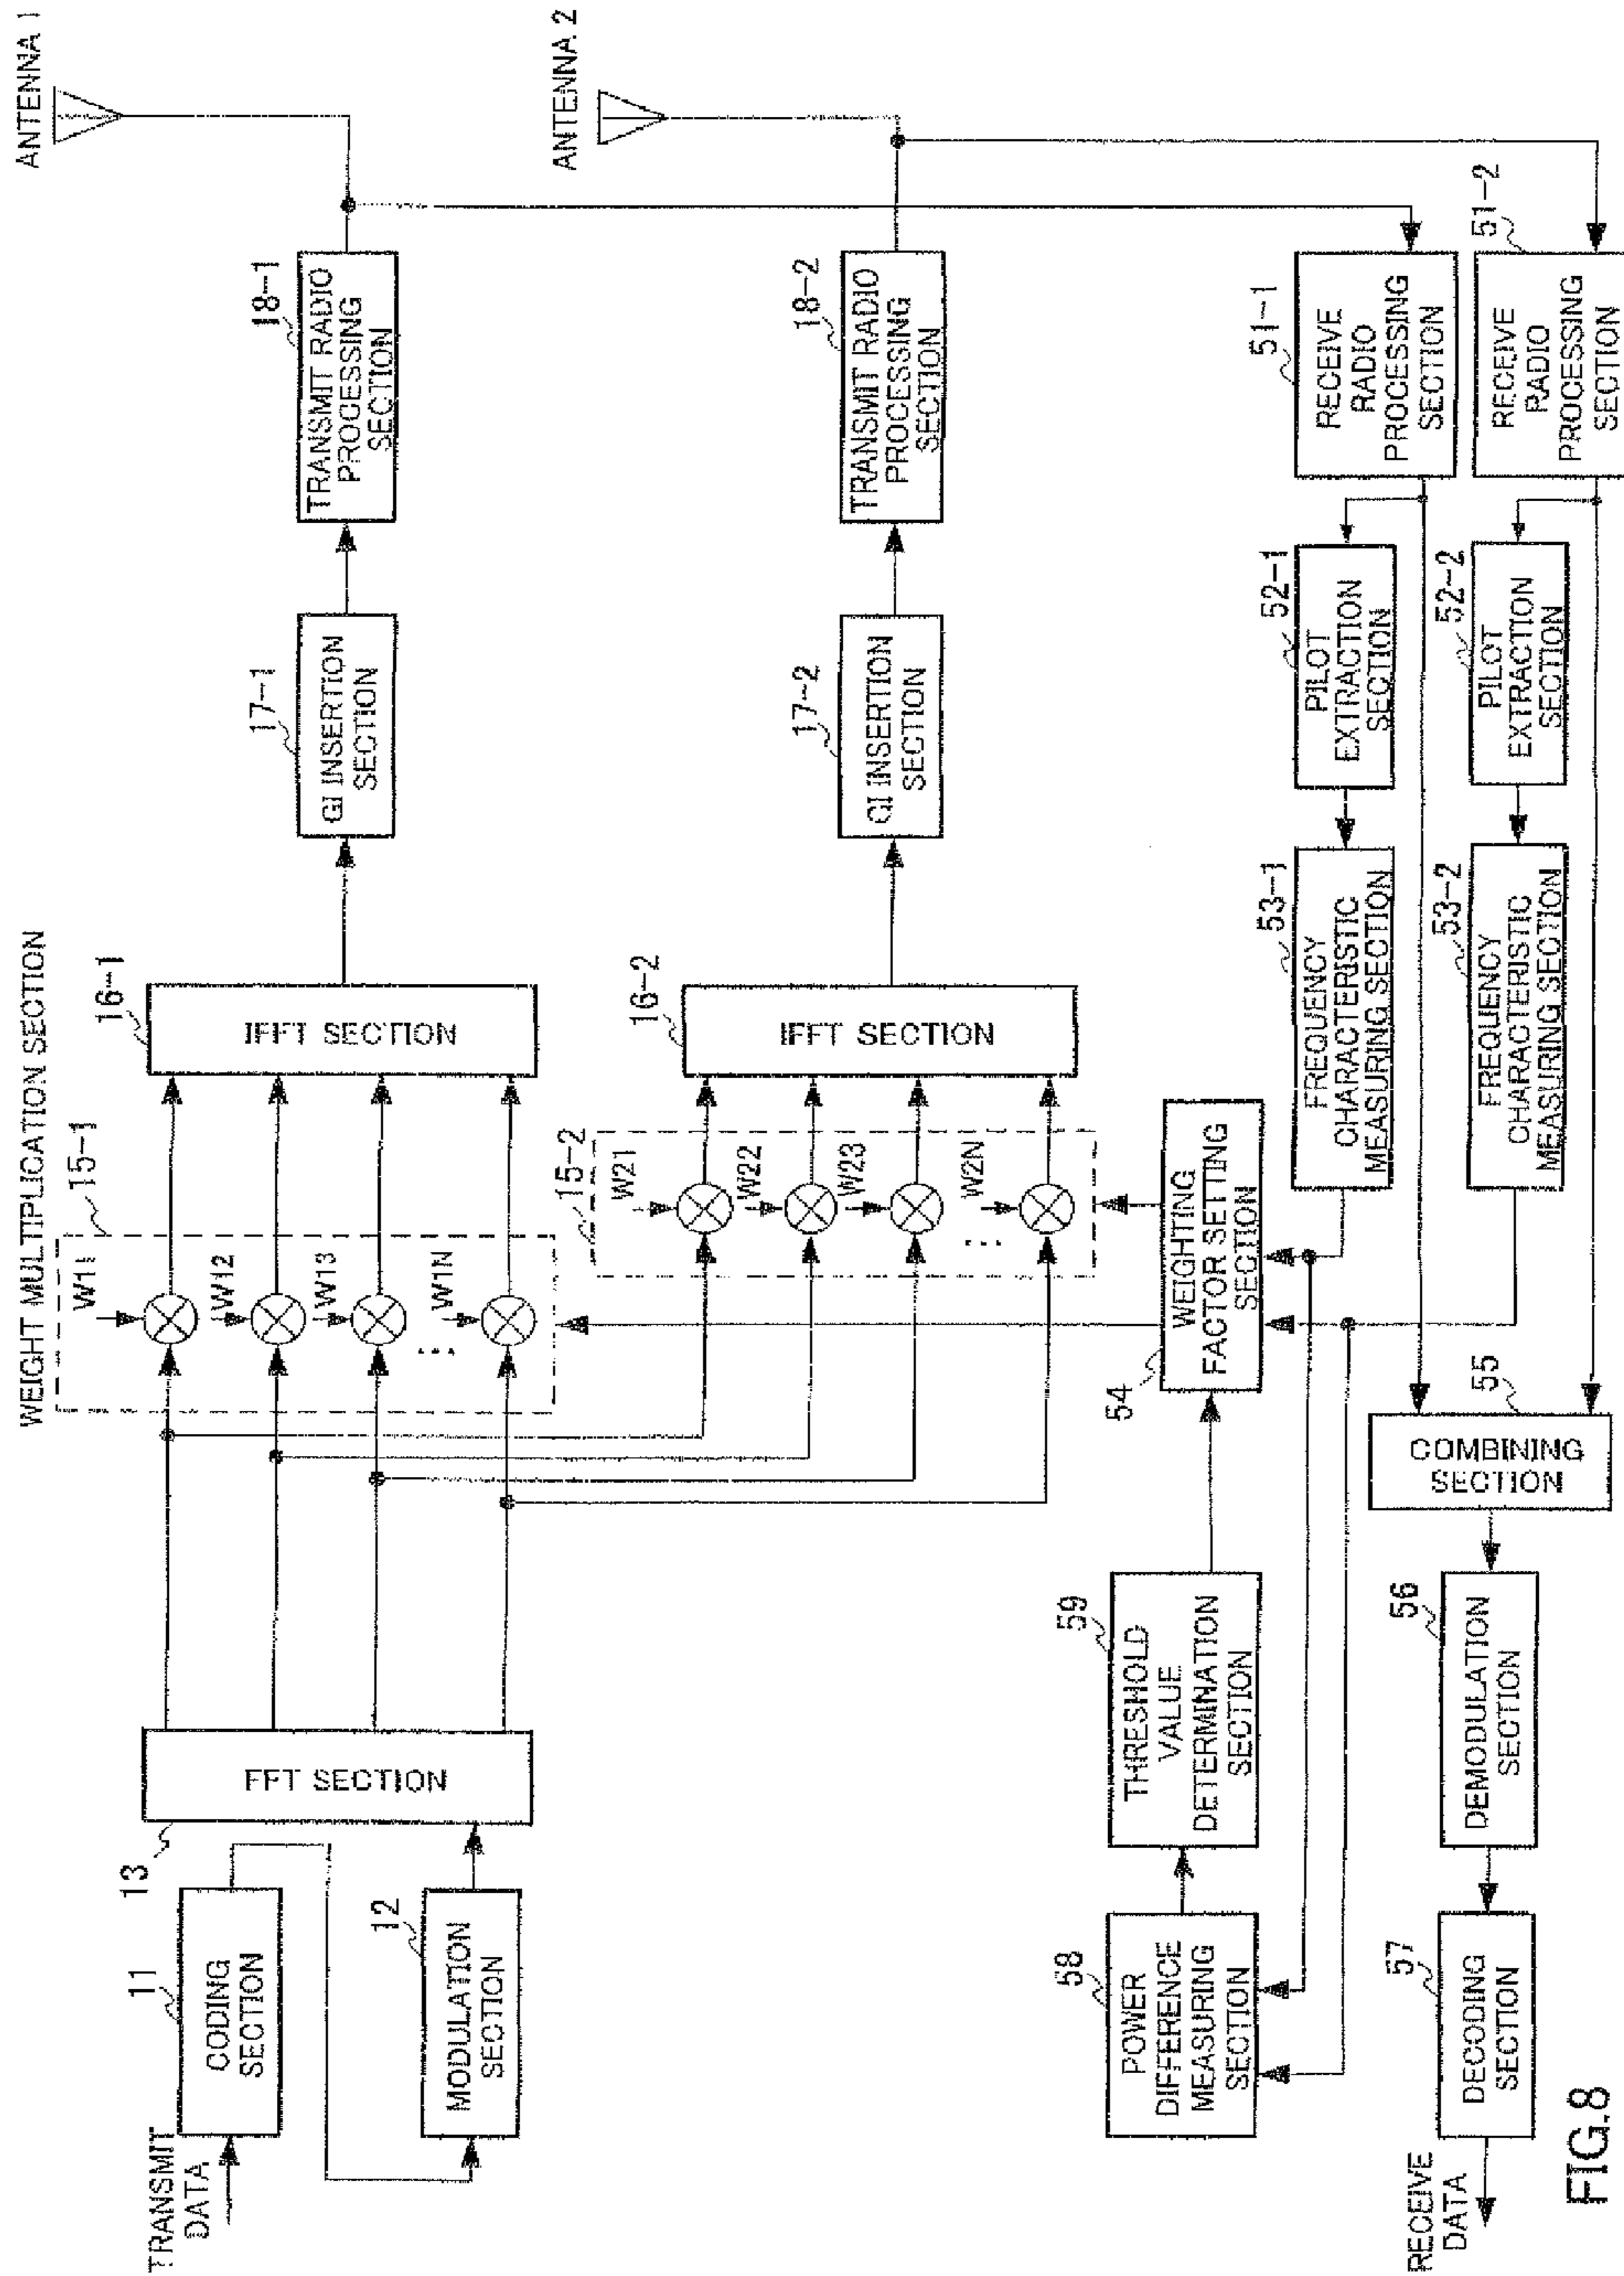 WEIGHT MULTIPLICATION SECTION
ANTENNA 1
15-1
16-1
17-1
18-1
W11
W12
W13
...
W1N
13
FFT SECTION
IFFT SECTION
GI INSERTION
SECTION
TRANSMIT RADIO
PROCESSING
SECTION
TRANSMIT
DATA
11
CODING
SECTION
12
MODULATION
SECTION
ANTENNA 2
15-2
16-2
17-2
18-2
W21
W22
W23
...
W2N
IFFT SECTION
GI INSERTION
SECTION
TRANSMIT RADIO
PROCESSING
SECTION
58
POWER
DIFFERENCE
MEASURING
SECTION
59
THRESHOLD
VALUE
DETERMINATION
SECTION
54
WEIGHTING
FACTOR SETTING
SECTION
53-1
FREQUENCY
CHARACTERISTIC
MEASURING SECTION
52-1
PILOT
EXTRACTION
SECTION
51-1
RECEIVE
RADIO
PROCESSING
SECTION
53-2
FREQUENCY
CHARACTERISTIC
MEASURING SECTION
52-2
PILOT
EXTRACTION
SECTION
51-2
RECEIVE
RADIO
PROCESSING
SECTION
RECEIVE
DATA
57
DECODING
SECTION
56
DEMODULATION
SECTION
55
COMBINING
SECTION
FIG.8